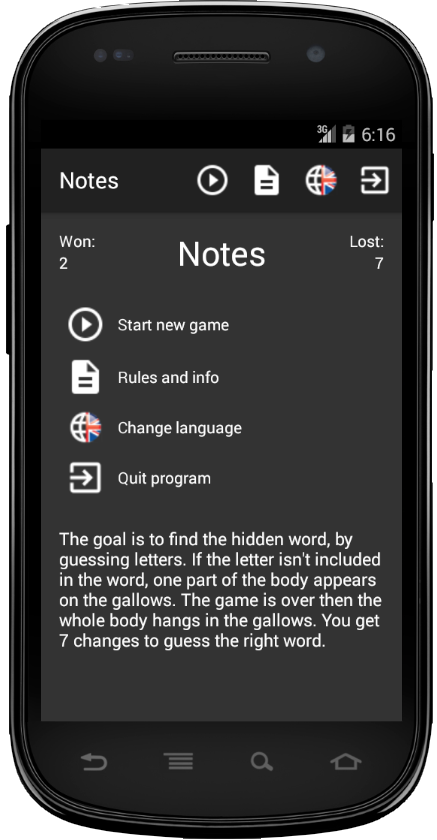 3G 6:16
Notes
Won: Notes Lost:
2 7
Start new game
Rules and info
Change language
Quit program
The goal is to find the hidden word, by
guessing letters. If the letter isn't included
in the word, one part of the body appears
on the gallows. The game is over then the
whole body hangs in the gallows. You get
7 changes to guess the right word.